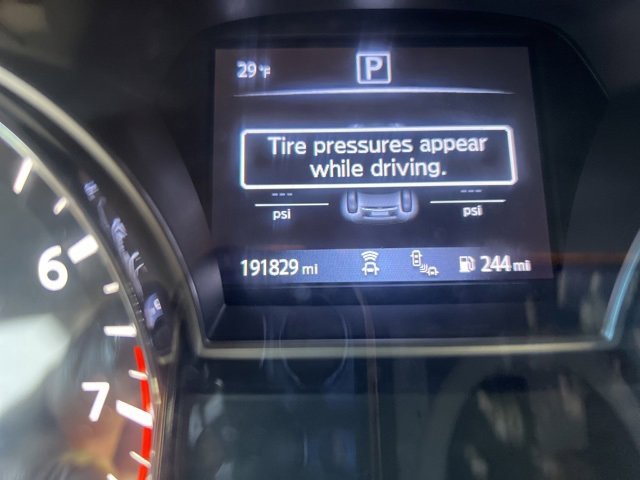 29°F
P
Tire pressures appear
while driving.
--- ---
psi psi
191829 mi 244 mi
6
7